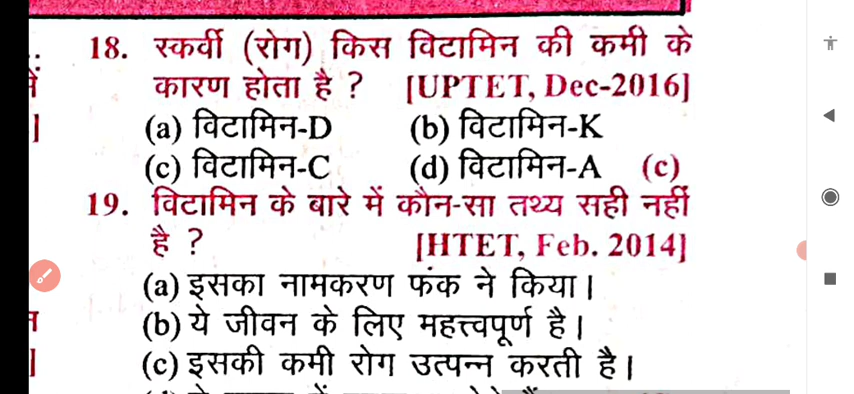 18. स्कर्वी (रोग) किस विटामिन की कमी के
कारण होता है ? [UPTET, Dec-2016]
(a) विटामिन-D (b) विटामिन-K
(c) विटामिन-C (d) विटामिन-A (c)
19. विटामिन के बारे में कौन-सा तथ्य सही नहीं
है ? [HTET, Feb. 2014]
(a) इसका नामकरण फंक ने किया।
(b) ये जीवन के लिए महत्त्वपूर्ण है।
(c) इसकी कमी रोग उत्पन्न करती है।